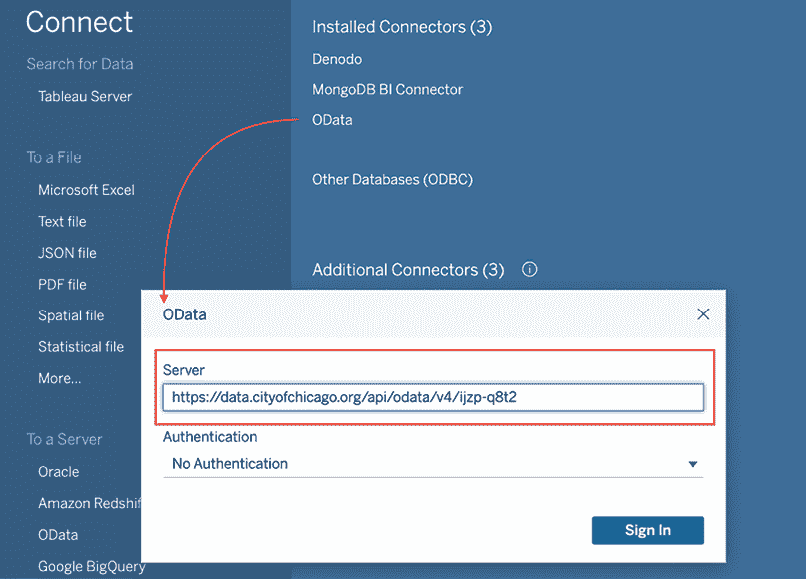 Connect
Search for Data
Tableau Server
To a File
Microsoft Excel
Text file
JSON file
PDF file
Spatial file
Statistical file
More...
To a Server
Oracle
Amazon Redshif
OData
Google BigQuery
Installed Connectors (3)
Denodo
MongoDB BI Connector
OData
Other Databases (ODBC)
Additional Connectors (3)
OData
Server
https://data.cityofchicago.org/api/odata/v4/ijzp-q8t2
Authentication
No Authentication
Sign In